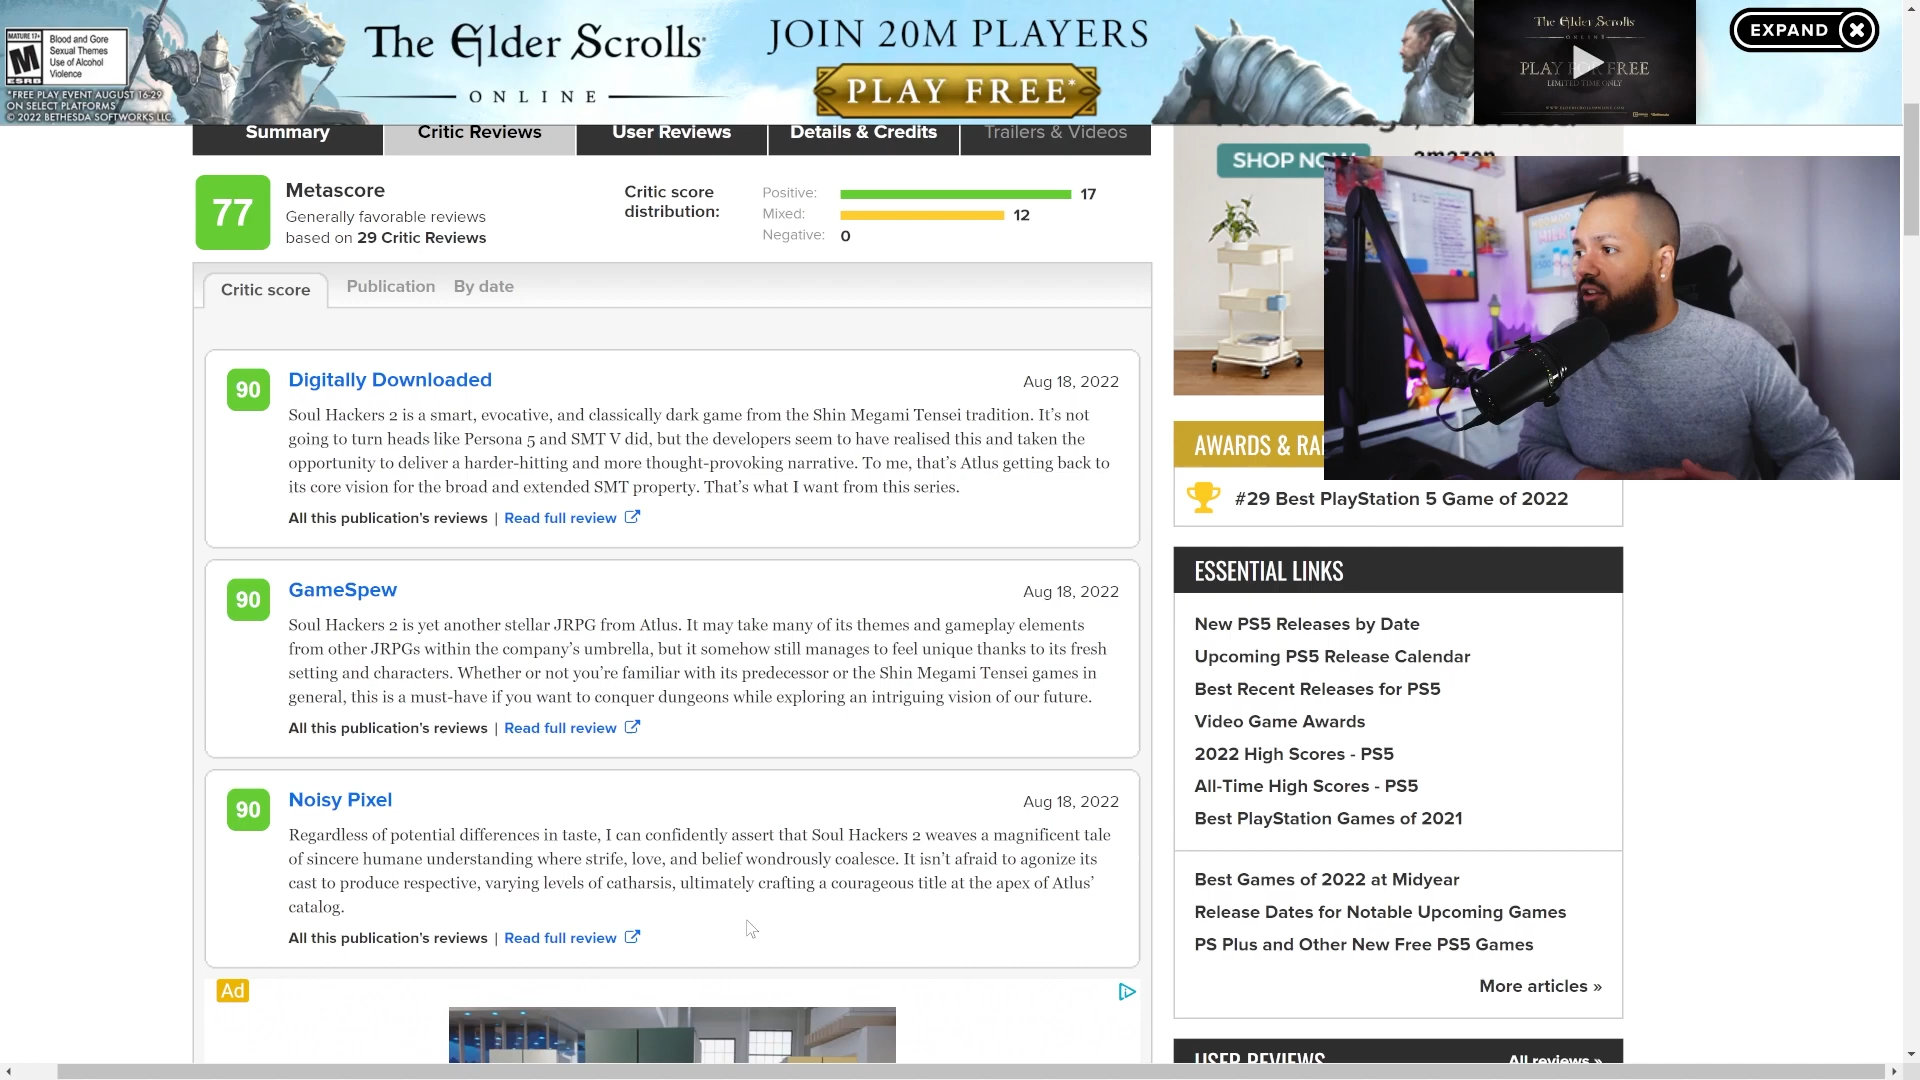 MATURE 17+
M
ESRB
Blood and Gore
Sexual Themes
Use of Alcohol
Violence
*FREE PLAY EVENT AUGUST 16-29
ON SELECT PLATFORMS
© 2022 BETHESDA SOFTWORKS LLC
The Elder Scrolls
ONLINE
JOIN 20M PLAYERS
PLAY FREE*
The Elder Scrolls
ONLINE
PLAY FOR FREE
LIMITED TIME ONLY
EXPAND
Summary
Critic Reviews
User Reviews
Details & Credits
Trailers & Videos
SHOP NOW
amazon
77
Metascore
Generally favorable reviews
based on 29 Critic Reviews
Critic score
distribution:
Positive: 17
Mixed: 12
Negative: 0
Critic score
Publication
By date
90
Digitally Downloaded
Aug 18, 2022
Soul Hackers 2 is a smart, evocative, and classically dark game from the Shin Megami Tensei tradition. It’s not
going to turn heads like Persona 5 and SMT V did, but the developers seem to have realised this and taken the
opportunity to deliver a harder-hitting and more thought-provoking narrative. To me, that’s Atlus getting back to
its core vision for the broad and extended SMT property. That’s what I want from this series.
All this publication’s reviews | Read full review
90
GameSpew
Aug 18, 2022
Soul Hackers 2 is yet another stellar JRPG from Atlus. It may take many of its themes and gameplay elements
from other JRPGs within the company’s umbrella, but it somehow still manages to feel unique thanks to its fresh
setting and characters. Whether or not you’re familiar with its predecessor or the Shin Megami Tensei games in
general, this is a must-have if you want to conquer dungeons while exploring an intriguing vision of our future.
All this publication’s reviews | Read full review
90
Noisy Pixel
Aug 18, 2022
Regardless of potential differences in taste, I can confidently assert that Soul Hackers 2 weaves a magnificent tale
of sincere humane understanding where strife, love, and belief wondrously coalesce. It isn’t afraid to agonize its
cast to produce respective, varying levels of catharsis, ultimately crafting a courageous title at the apex of Atlus’
catalog.
All this publication’s reviews | Read full review
Ad
AWARDS & RA
#29 Best PlayStation 5 Game of 2022
ESSENTIAL LINKS
New PS5 Releases by Date
Upcoming PS5 Release Calendar
Best Recent Releases for PS5
Video Game Awards
2022 High Scores - PS5
All-Time High Scores - PS5
Best PlayStation Games of 2021
Best Games of 2022 at Midyear
Release Dates for Notable Upcoming Games
PS Plus and Other New Free PS5 Games
More articles »
USER REVIEWS
All reviews »